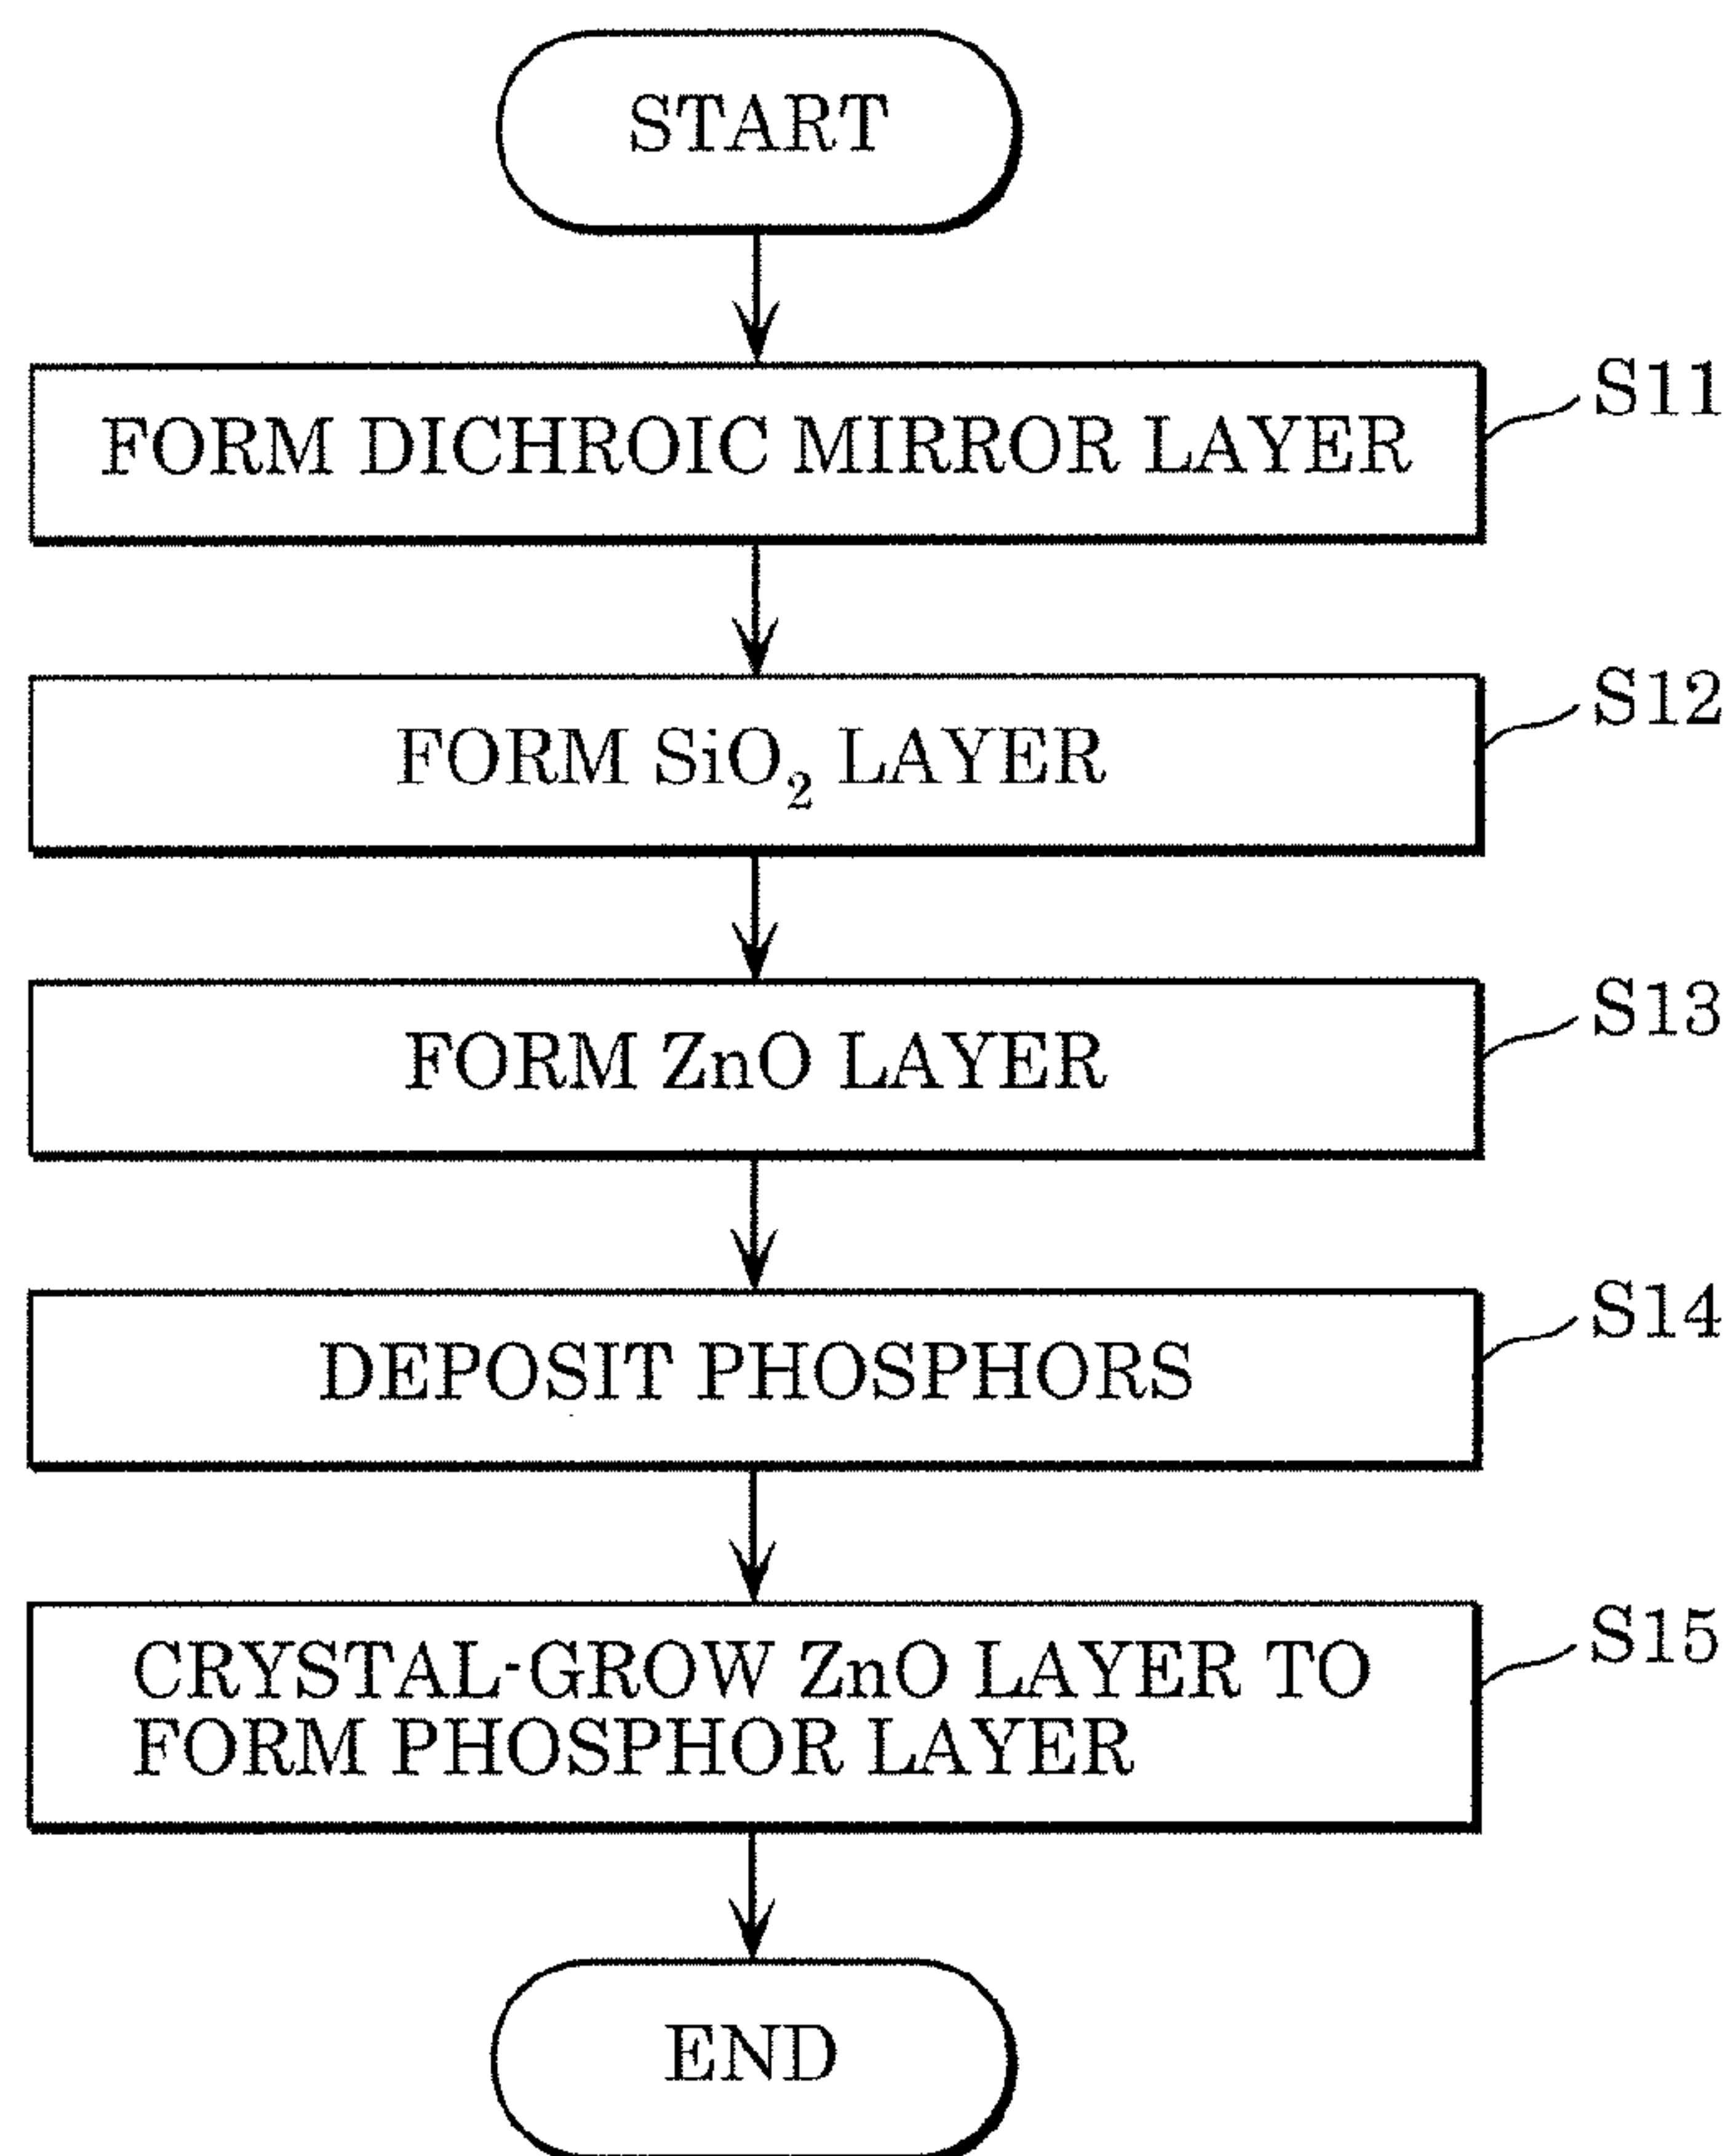 START
FORM DICHROIC MIRROR LAYER
S11
FORM SiO₂ LAYER
S12
FORM ZnO LAYER
S13
DEPOSIT PHOSPHORS
S14
CRYSTAL-GROW ZnO LAYER TO
FORM PHOSPHOR LAYER
S15
END